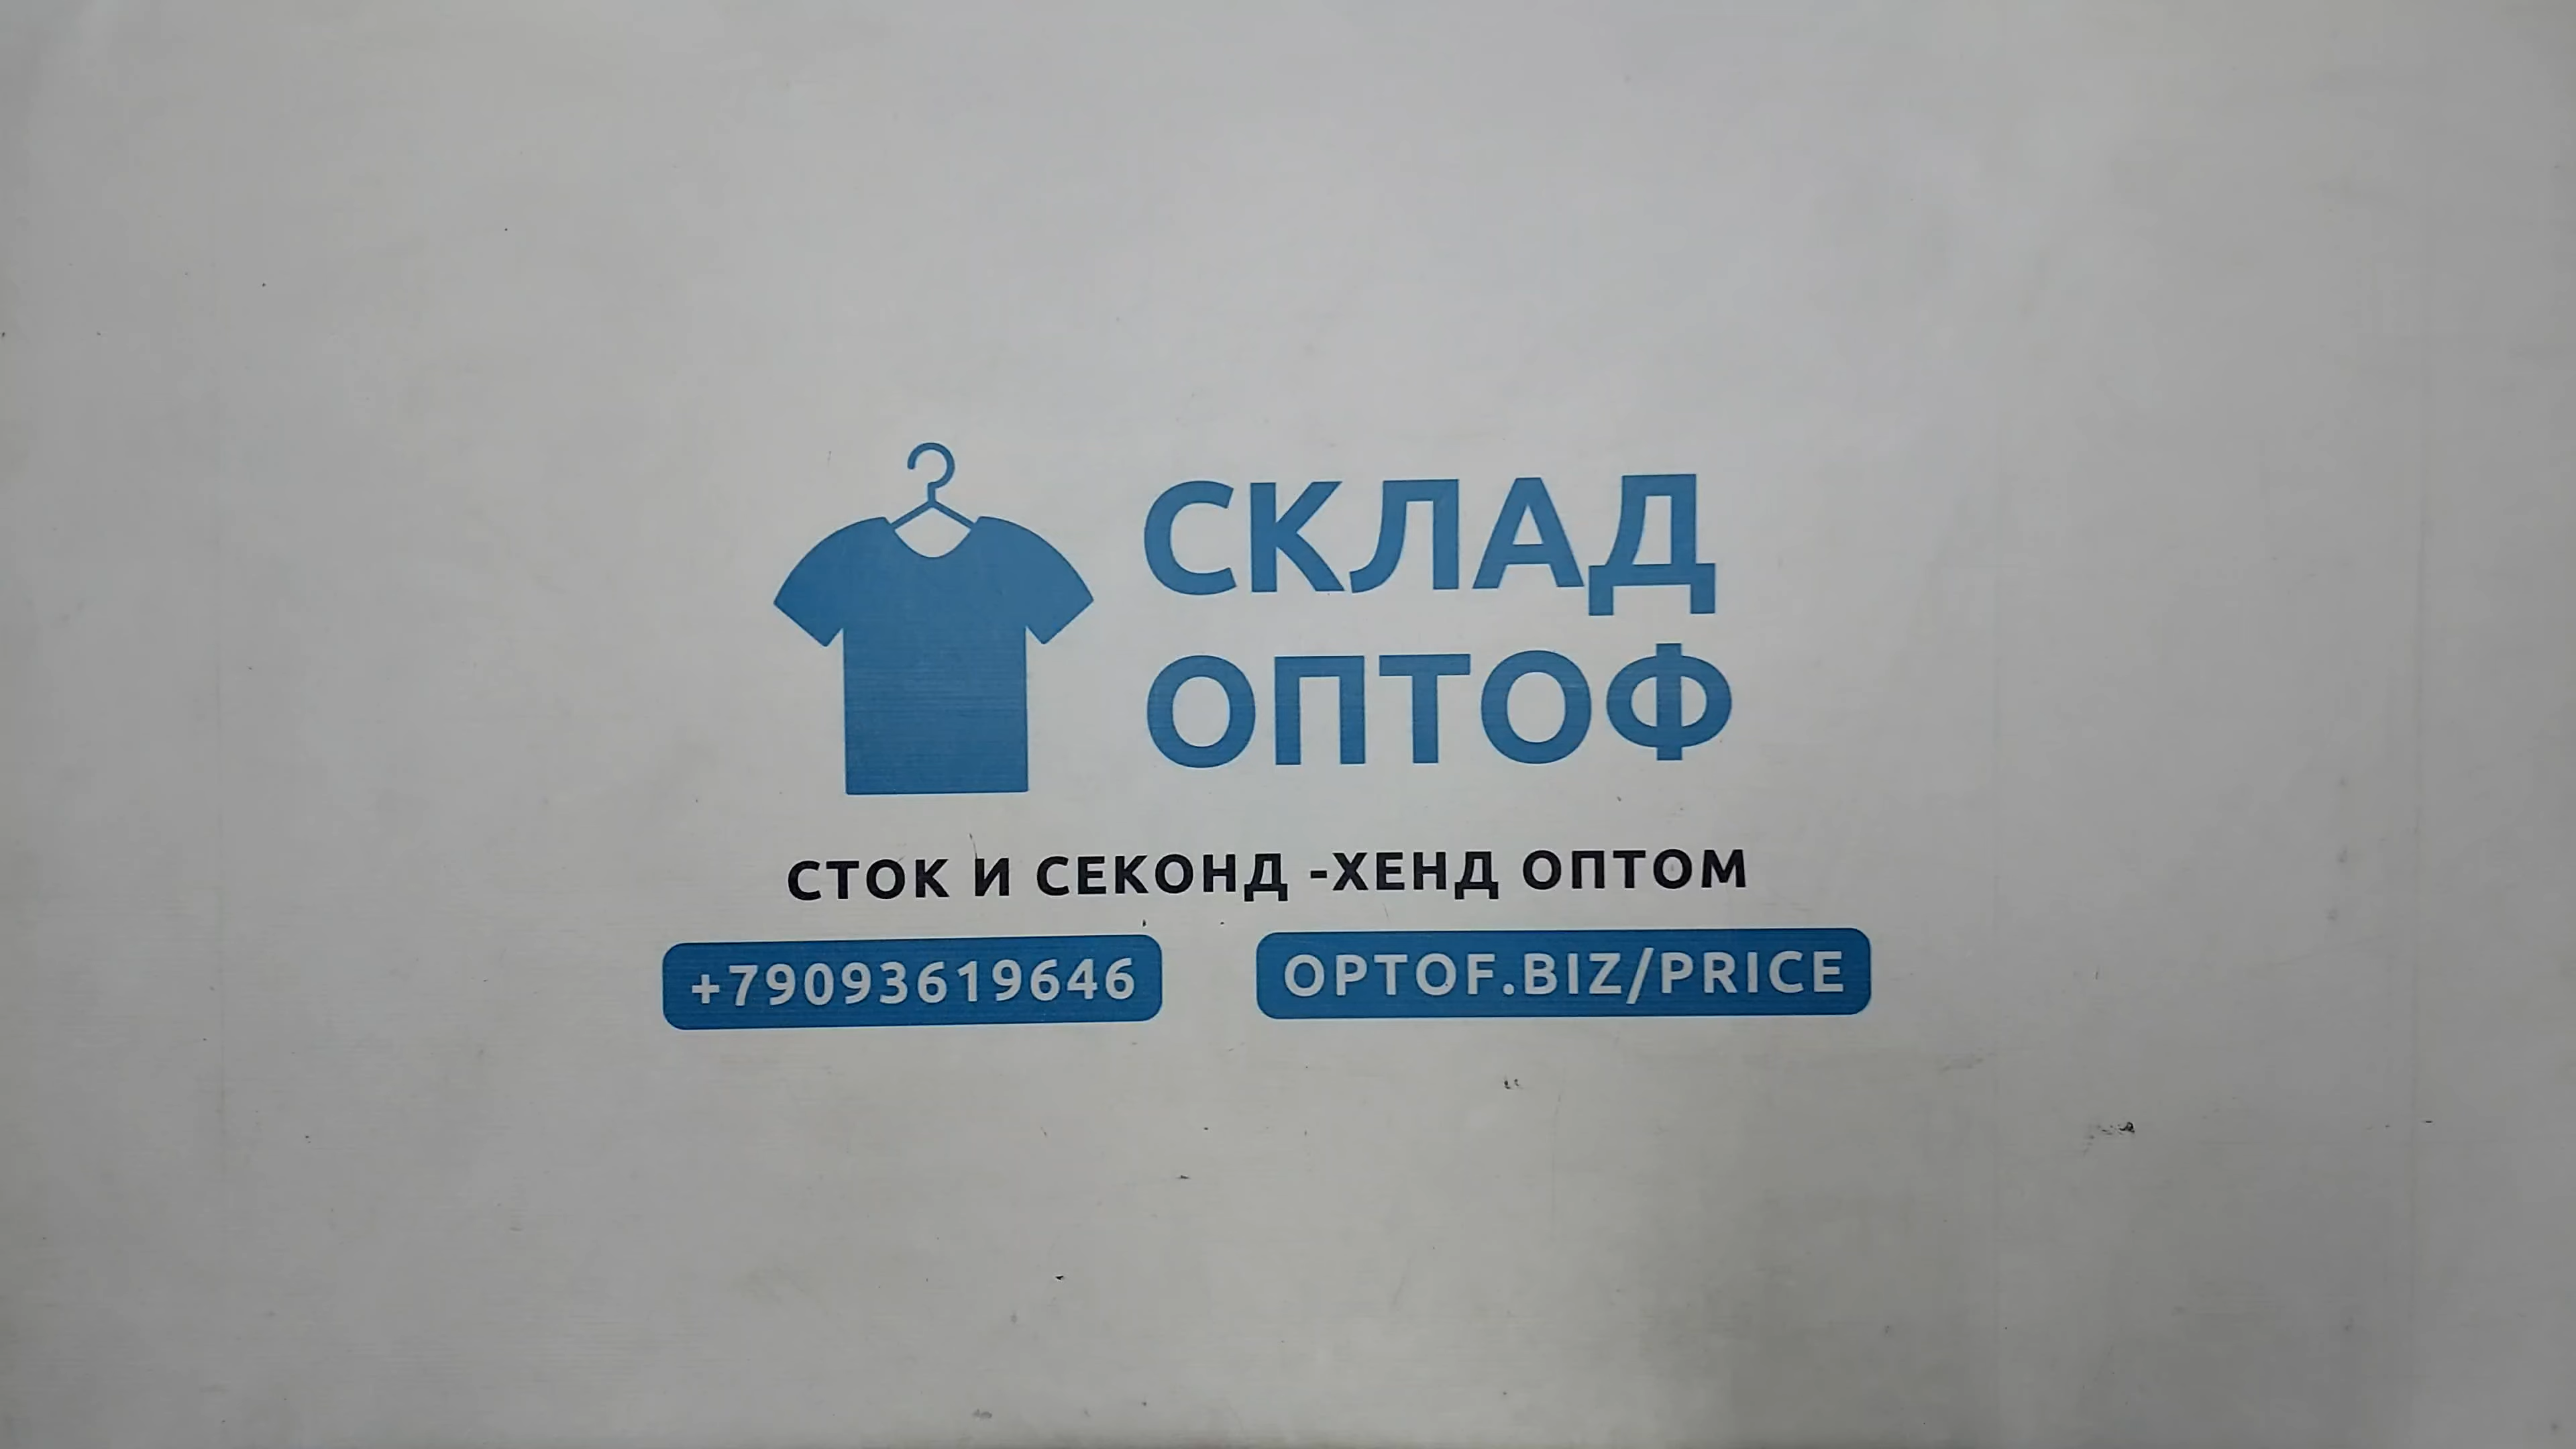 СКЛАД
ОПТОФ
СТОК И СЕКОНД -ХЕНД ОПТОМ
+79093619646
OPTOF.BIZ/PRICE